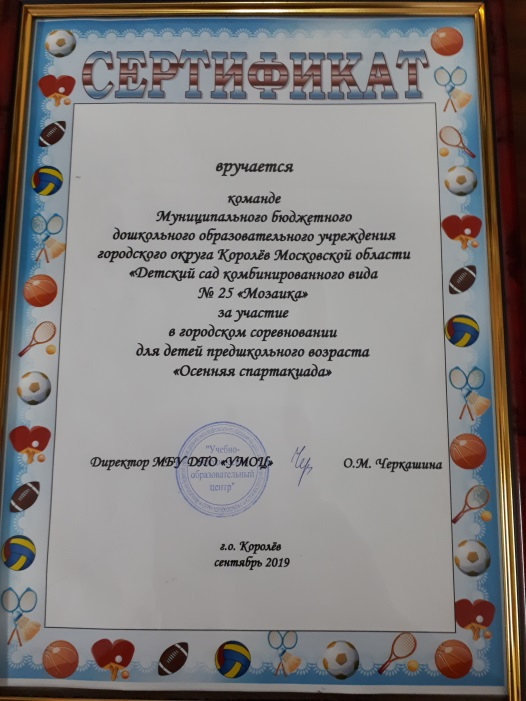 СЕРТИФИКАТ
вручается
команде
Муниципального бюджетного
дошкольного образовательного учреждения
городского округа Королёв Московской области
«Детский сад комбинированного вида
№ 25 «Мозаика»
за участие
в городском соревновании
для детей предшкольного возраста
«Осенняя спартакиада»
Директор МБУ ДПО «УМОЦ» О.М. Черкашина
"Учебно-
образовательный
центр"
г.о. Королёв
сентябрь 2019